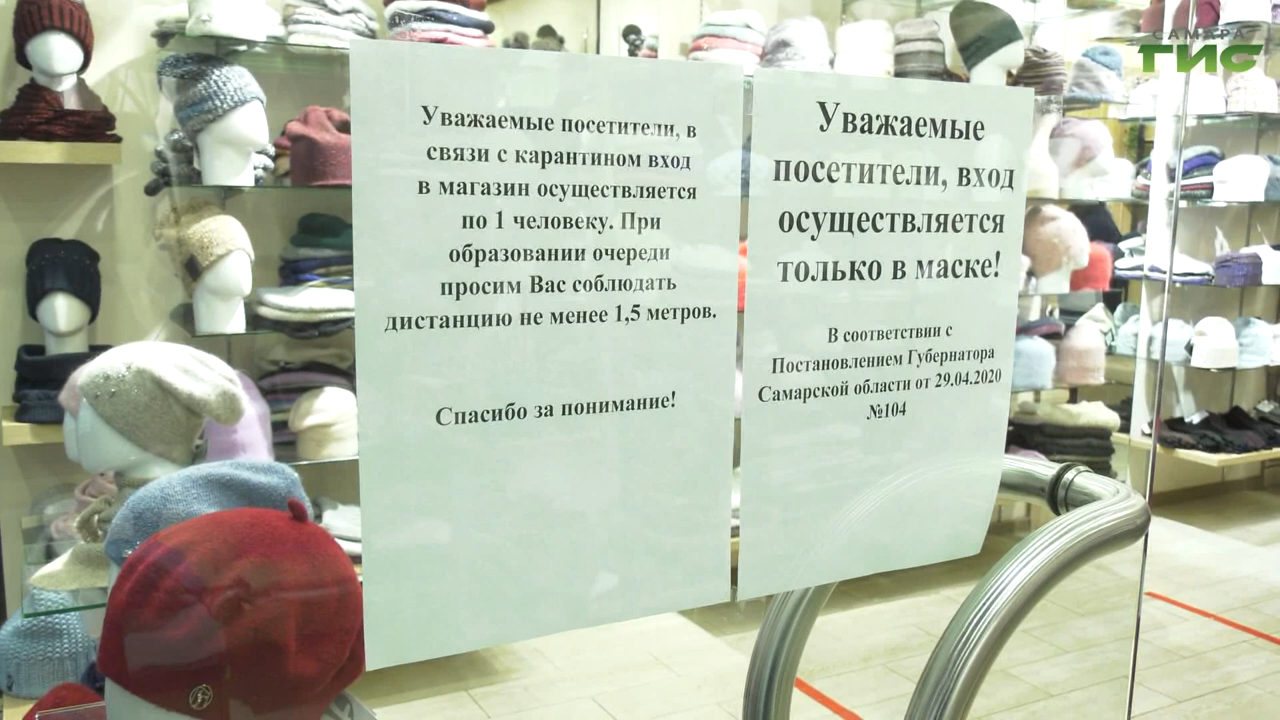 Уважаемые посетители, в
связи с карантином вход
в магазин осуществляется
по 1 человеку. При
образовании очереди
просим Вас соблюдать
дистанцию не менее 1,5 метров.
Спасибо за понимание!
Уважаемые
посетители, вход
осуществляется
только в маске!
В соответствии с
Постановлением Губернатора
Самарской области от 29.04.2020
№104
САМАРА
ГИС